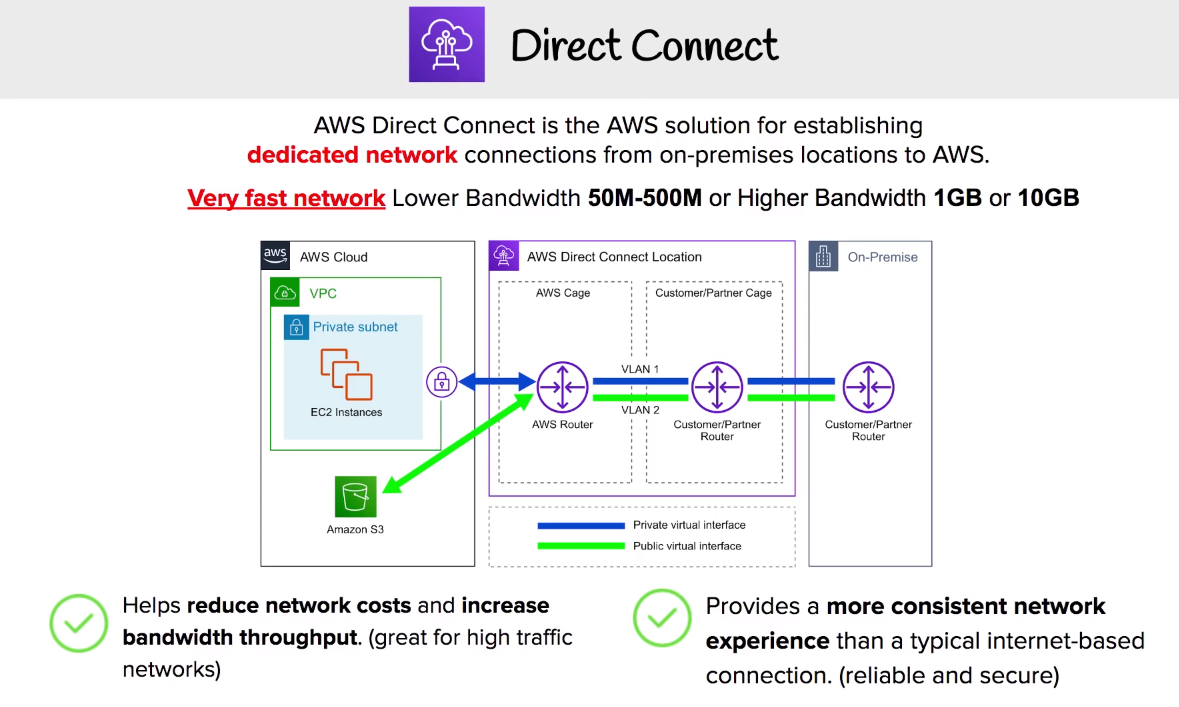 Direct Connect
AWS Direct Connect is the AWS solution for establishing
dedicated network connections from on-premises locations to AWS.
Very fast network Lower Bandwidth 50M-500M or Higher Bandwidth 1GB or 10GB
aws
AWS Cloud
VPC
Private subnet
EC2 Instances
Amazon S3
AWS Direct Connect Location
AWS Cage
Customer/Partner Cage
VLAN 1
VLAN 2
AWS Router
Customer/Partner
Router
On-Premise
Customer/Partner
Router
Private virtual interface
Public virtual interface
Helps reduce network costs and increase
bandwidth throughput. (great for high traffic
networks)
Provides a more consistent network
experience than a typical internet-based
connection. (reliable and secure)